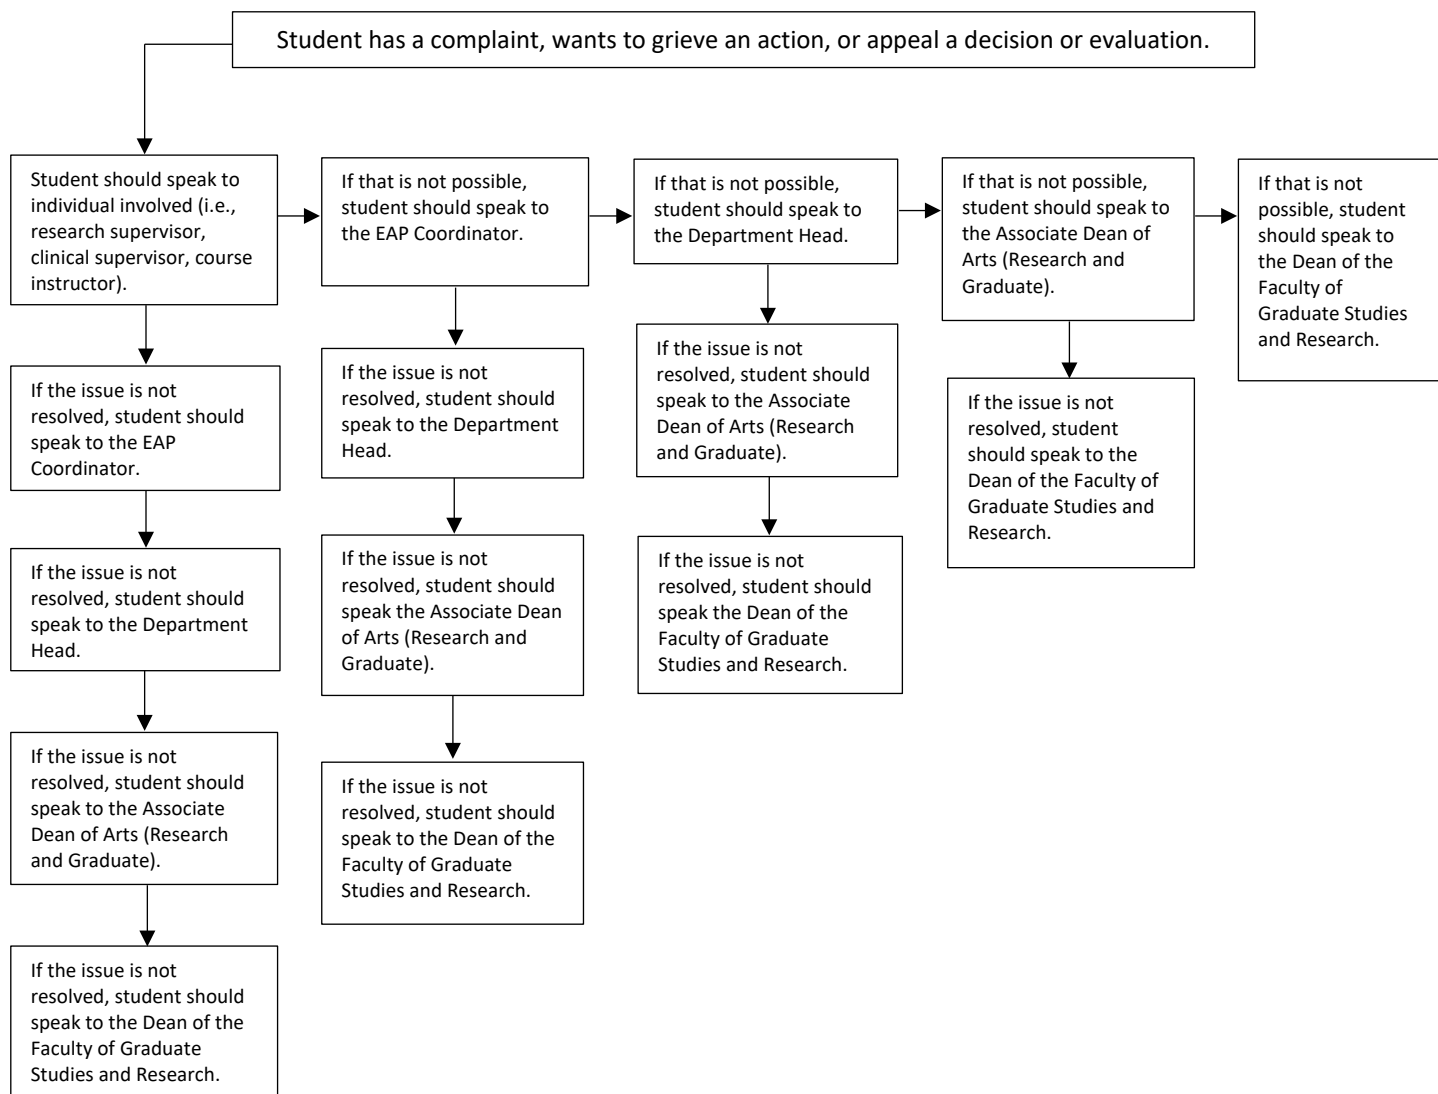 Student has a complaint, wants to grieve an action, or appeal a decision or evaluation.
Student should speak to
individual involved (i.e.,
research supervisor,
clinical supervisor, course
instructor).
If the issue is not
resolved, student should
speak to the EAP
Coordinator.
If the issue is not
resolved, student should
speak to the Department
Head.
If the issue is not
resolved, student should
speak to the Associate
Dean of Arts (Research
and Graduate).
If the issue is not
resolved, student should
speak to the Dean of the
Faculty of Graduate
Studies and Research.
If that is not possible,
student should speak to
the EAP Coordinator.
If the issue is not
resolved, student should
speak to the Department
Head.
If the issue is not
resolved, student should
speak the Associate Dean
of Arts (Research and
Graduate).
If the issue is not
resolved, student should
speak to the Dean of the
Faculty of Graduate
Studies and Research.
If that is not possible,
student should speak to
the Department Head.
If the issue is not
resolved, student should
speak to the Associate
Dean of Arts (Research
and Graduate).
If the issue is not
resolved, student should
speak the Dean of the
Faculty of Graduate
Studies and Research.
If that is not possible,
student should speak to
the Associate Dean of
Arts (Research and
Graduate).
If the issue is not
resolved, student
should speak to the
Dean of the Faculty of
Graduate Studies and
Research.
If that is not
possible, student
should speak to
the Dean of the
Faculty of
Graduate Studies
and Research.